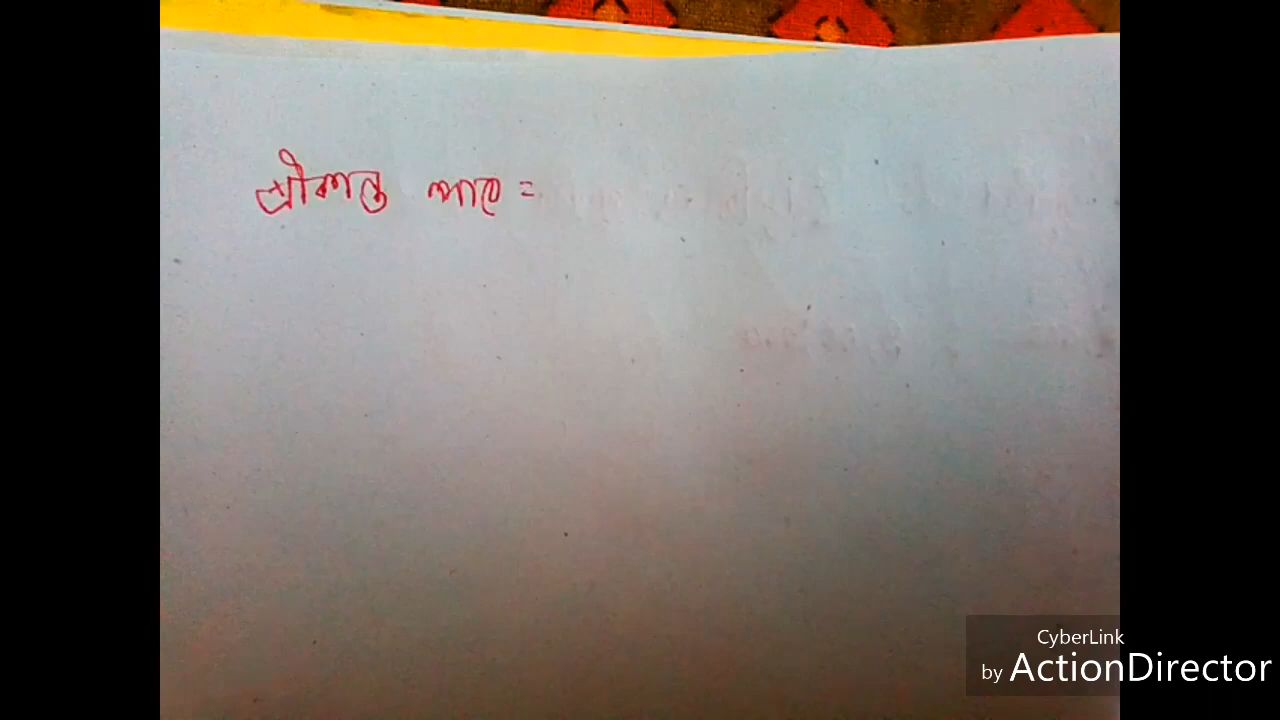 শ্রীকান্ত পাবে =
CyberLink
by ActionDirector